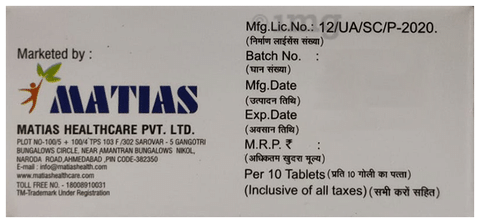 1mg
Marketed by :
MATIAS
MATIAS HEALTHCARE PVT. LTD.
PLOT NO-100/5 + 100/4 TPS 103 F /302 SAROVAR - 5 GANGOTRI
BUNGALOWS CIRCLE, NEAR AMANTRAN BUNGALOWS NIKOL,
NARODA ROAD,AHMEDABAD ,PIN CODE-382350
E-mail : info@matiashealth.com
www.matiashealthcare.com
TOLL FREE NO. - 18008910031
TM-Trademark Under Registration
Mfg.Lic.No.: 12/UA/SC/P-2020.
(निर्माण लाईसेंस संख्या)
Batch No. :
(घान संख्या)
Mfg.Date
(उत्पादन तिथि)
Exp.Date
(अवसान तिथि)
M.R.P. ₹ :
(अधिकतम खुदरा मूल्य)
Per 10 Tablets (प्रति 10 गोली का पत्ता)
(Inclusive of all taxes) (सभी करों सहित)